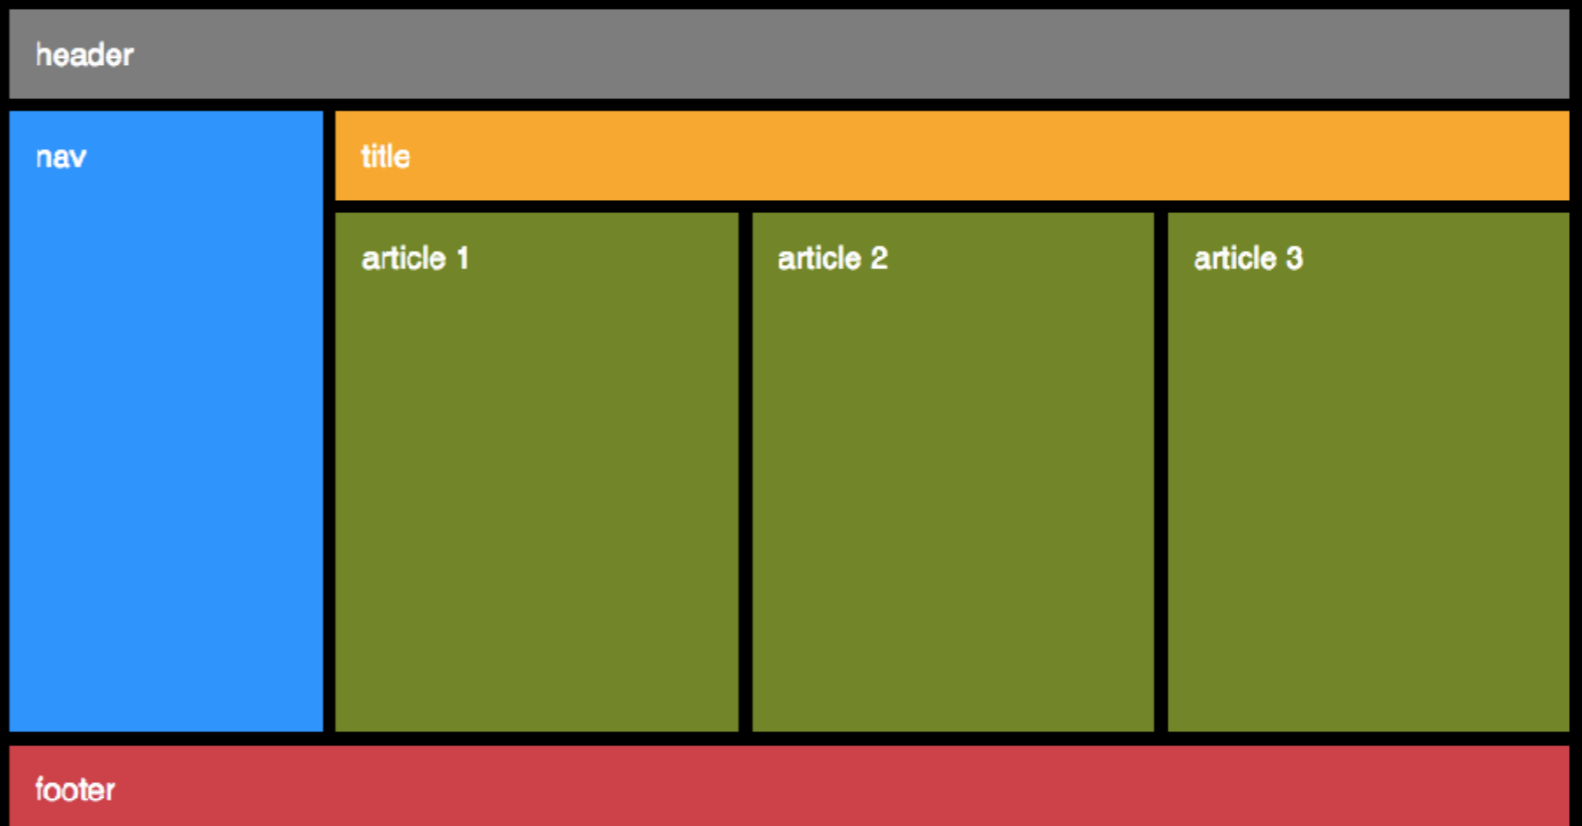 header
nav
title
article 1
article 2
article 3
footer